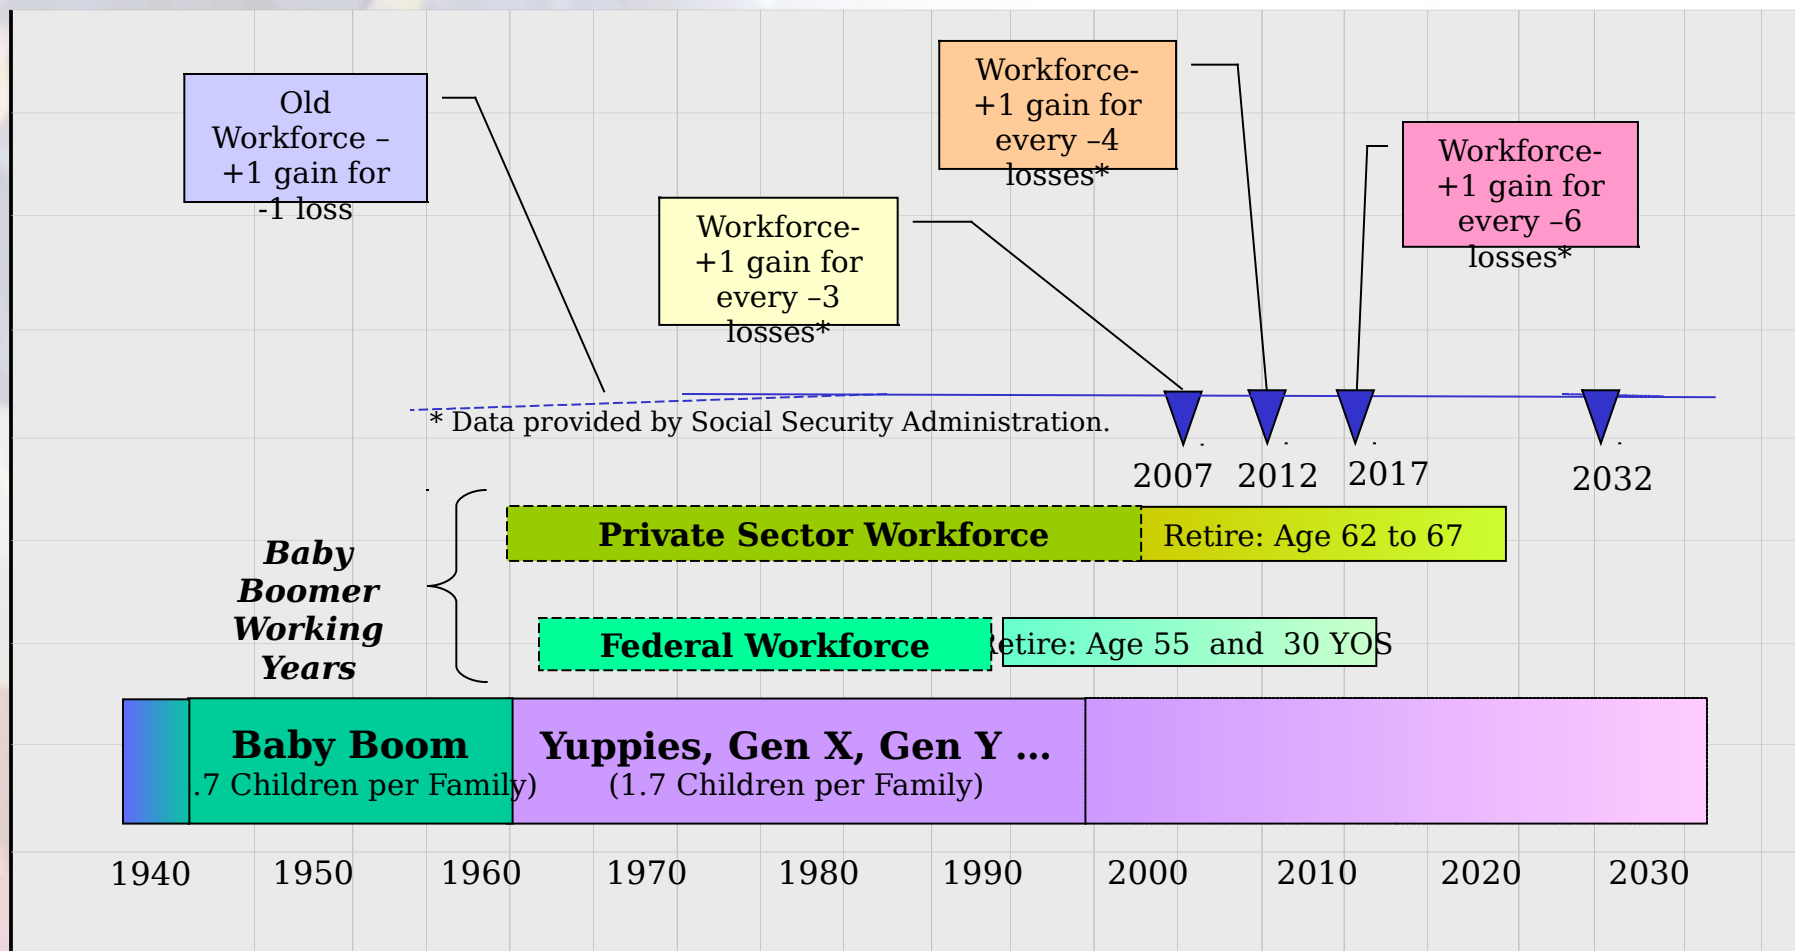 Old
Workforce –
+1 gain for
-1 loss
Workforce-
+1 gain for
every –3
losses*
Workforce-
+1 gain for
every –4
losses*
Workforce-
+1 gain for
every –6
losses*
* Data provided by Social Security Administration.
2007
2012
2017
2032
Baby
Boomer
Working
Years
Private Sector Workforce
Retire: Age 62 to 67
Federal Workforce
etire: Age 55 and 30 YOS
Baby Boom
.7 Children per Family)
Yuppies, Gen X, Gen Y ...
(1.7 Children per Family)
1940 1950 1960 1970 1980 1990 2000 2010 2020 2030